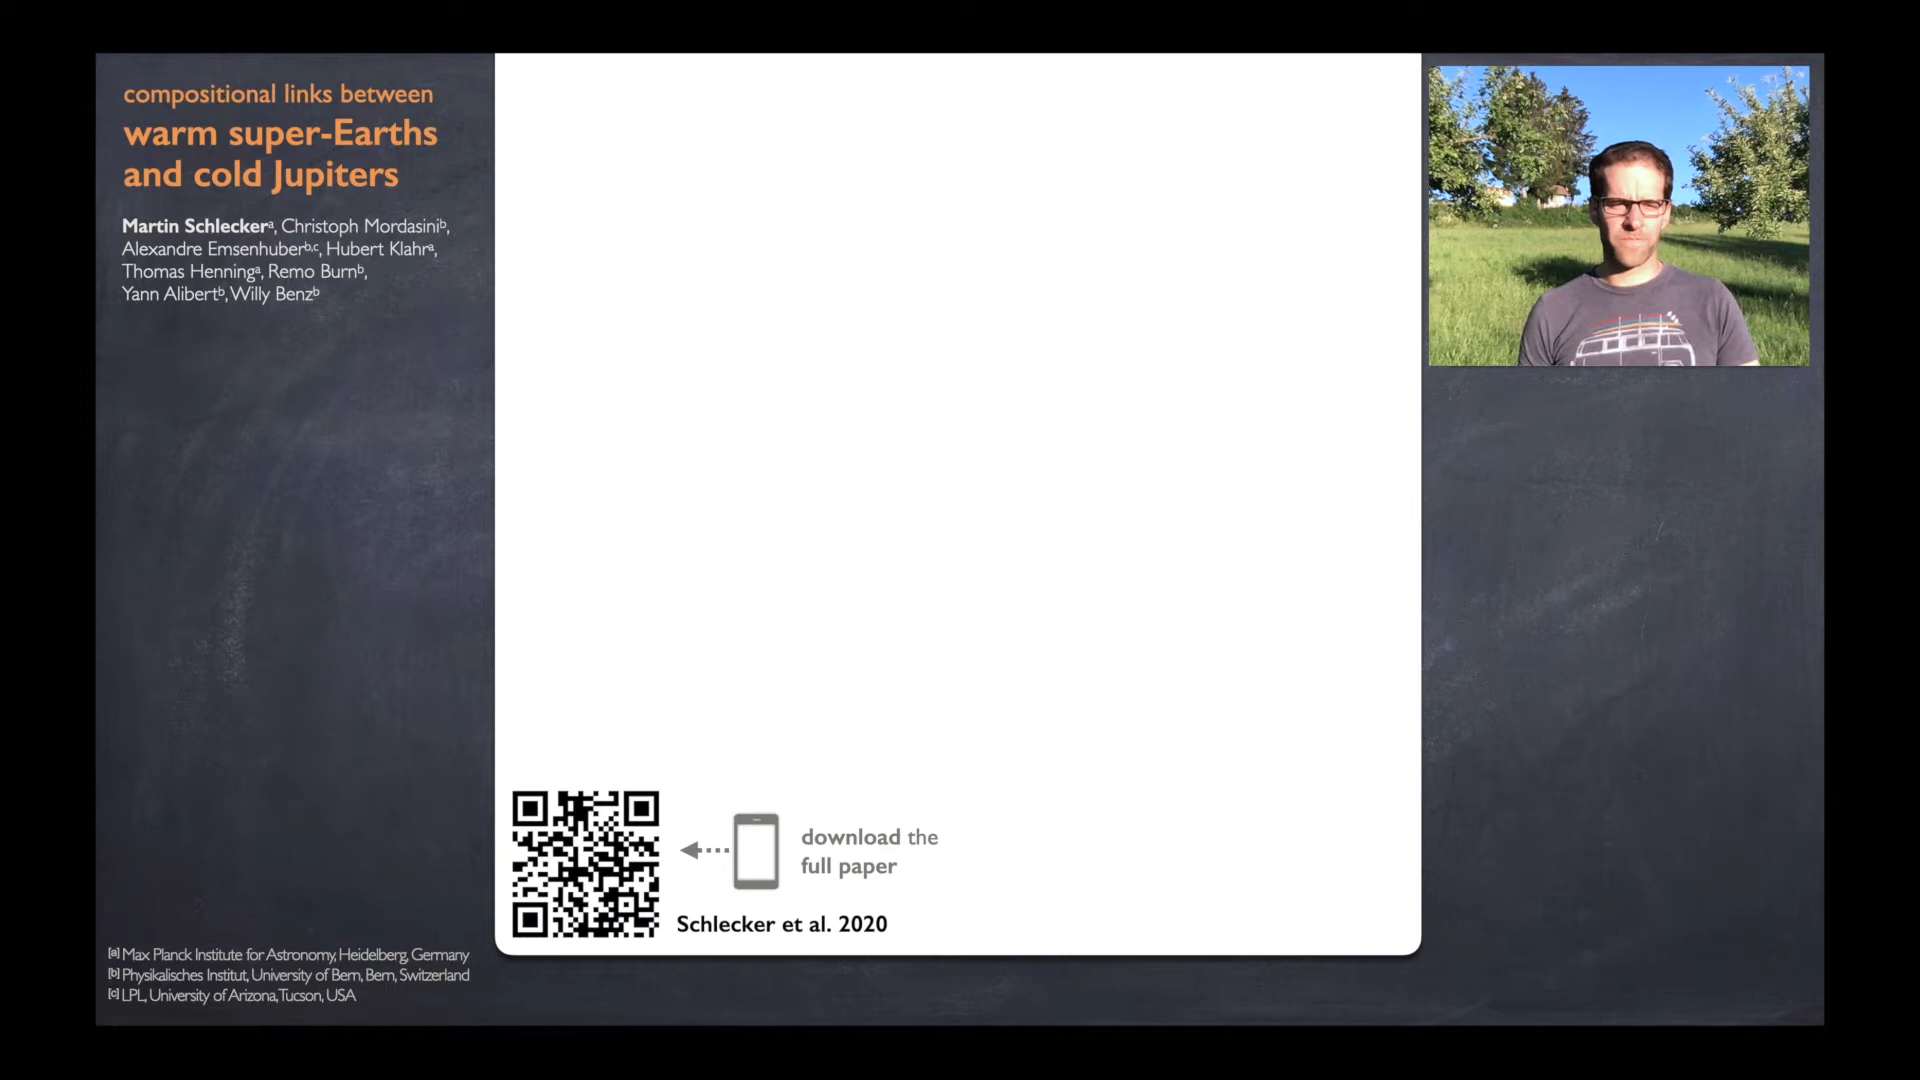 compositional links between
warm super-Earths
and cold Jupiters
Martin Schleckerᵃ, Christoph Mordasiniᵇ,
Alexandre Emsenhuberᵇ,ᶜ, Hubert Klahrᵃ,
Thomas Henningᵃ, Remo Burnᵇ,
Yann Alibertᵇ, Willy Benzᵇ
download the
full paper
Schlecker et al. 2020
[a] Max Planck Institute for Astronomy, Heidelberg, Germany
[b] Physikalisches Institut, University of Bern, Bern, Switzerland
[c] LPL, University of Arizona, Tucson, USA